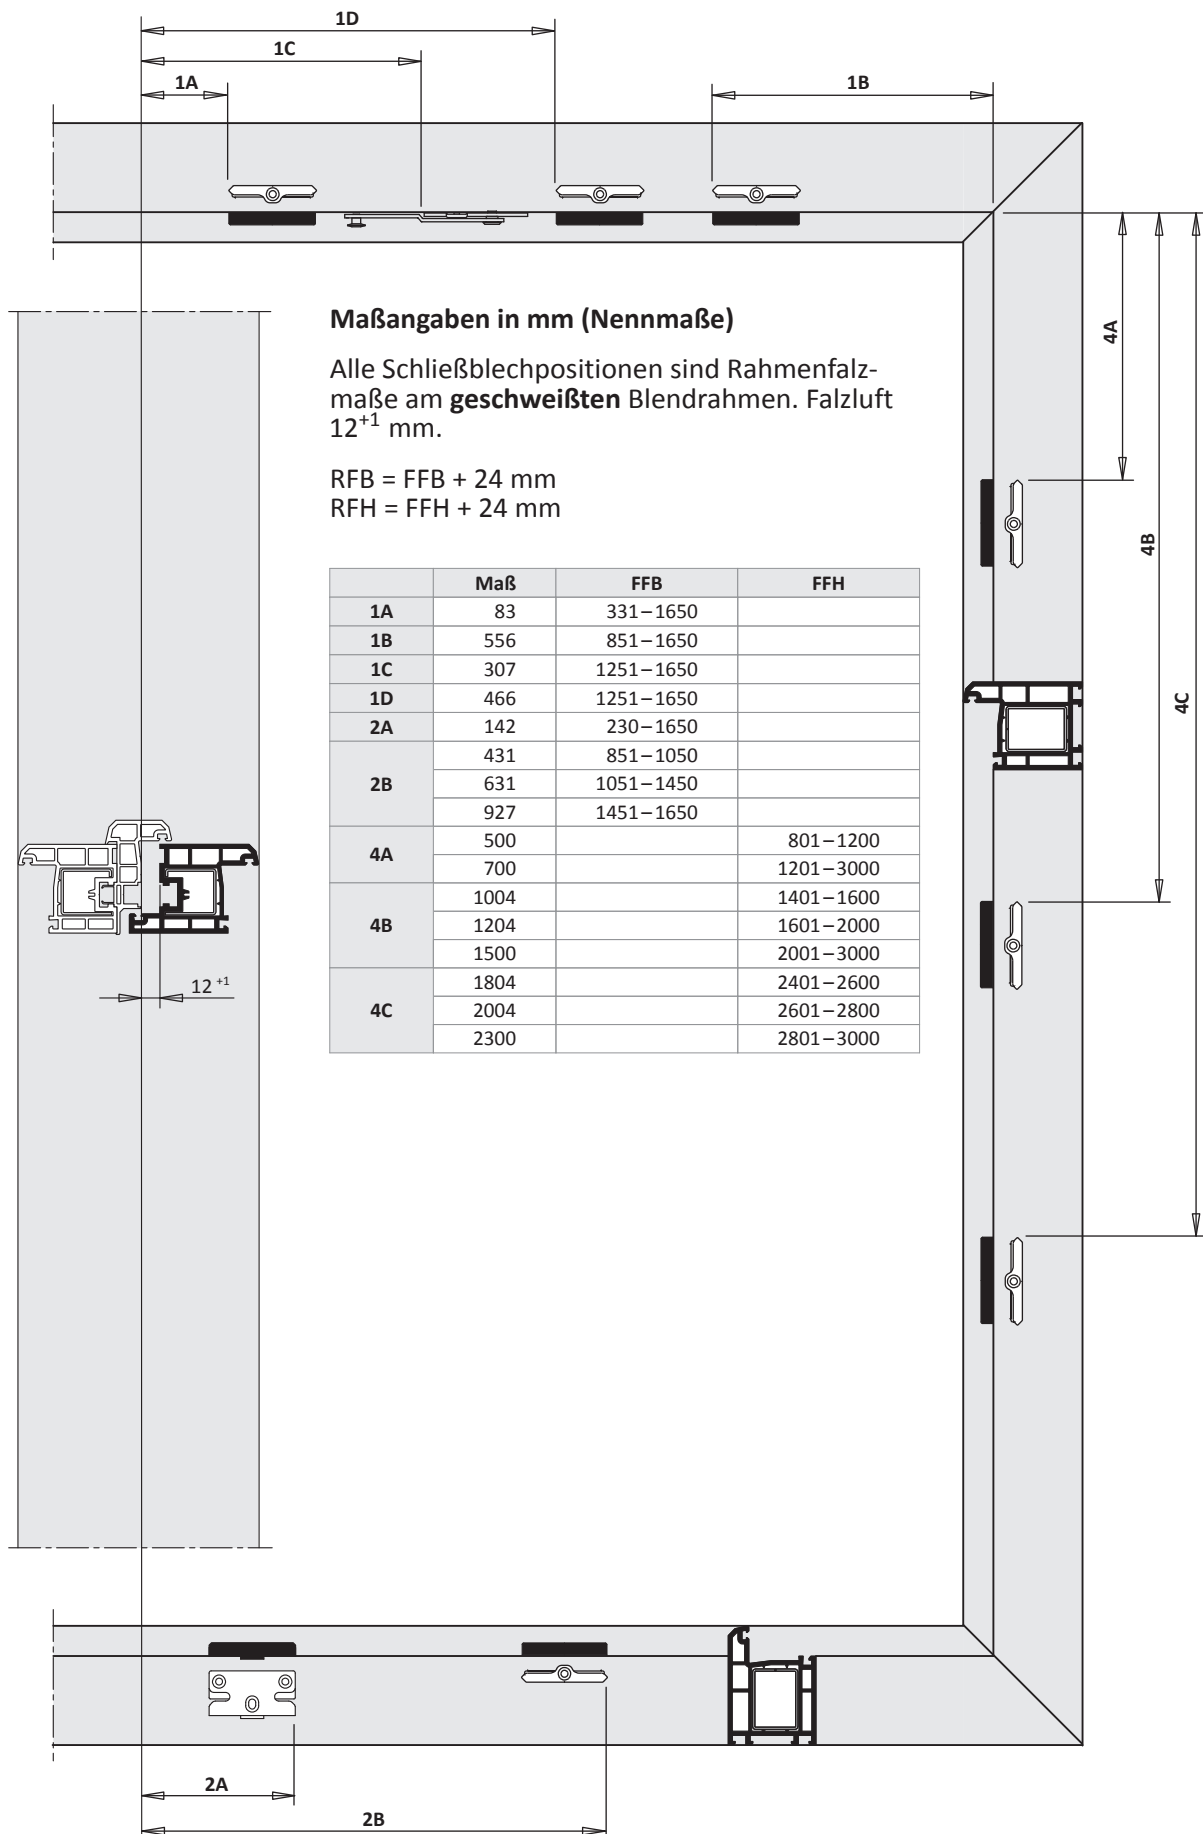 1D
1C
1A
1B
Maßangaben in mm (Nennmaße)
Alle Schließblechpositionen sind Rahmenfalz-
maße am geschweißten Blendrahmen. Falzluft
12+1 mm.
RFB = FFB + 24 mm
RFH = FFH + 24 mm
4A
4B
4C
Maß FFB FFH
1A 83 331–1650
1B 556 851–1650
1C 307 1251–1650
1D 466 1251–1650
2A 142 230–1650
2B 431 851–1050
631 1051–1450
927 1451–1650
4A 500 801–1200
700 1201–3000
4B 1004 1401–1600
1204 1601–2000
1500 2001–3000
4C 1804 2401–2600
2004 2601–2800
2300 2801–3000
12 +1
2A
2B